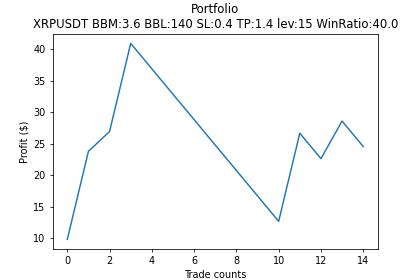 Portfolio
XRPUSDT BBM:3.6 BBL:140 SL:0.4 TP:1.4 lev:15 WinRatio:40.0
40
35
30
25
20
15
10
Profit ($)
0 2 4 6 8 10 12 14
Trade counts